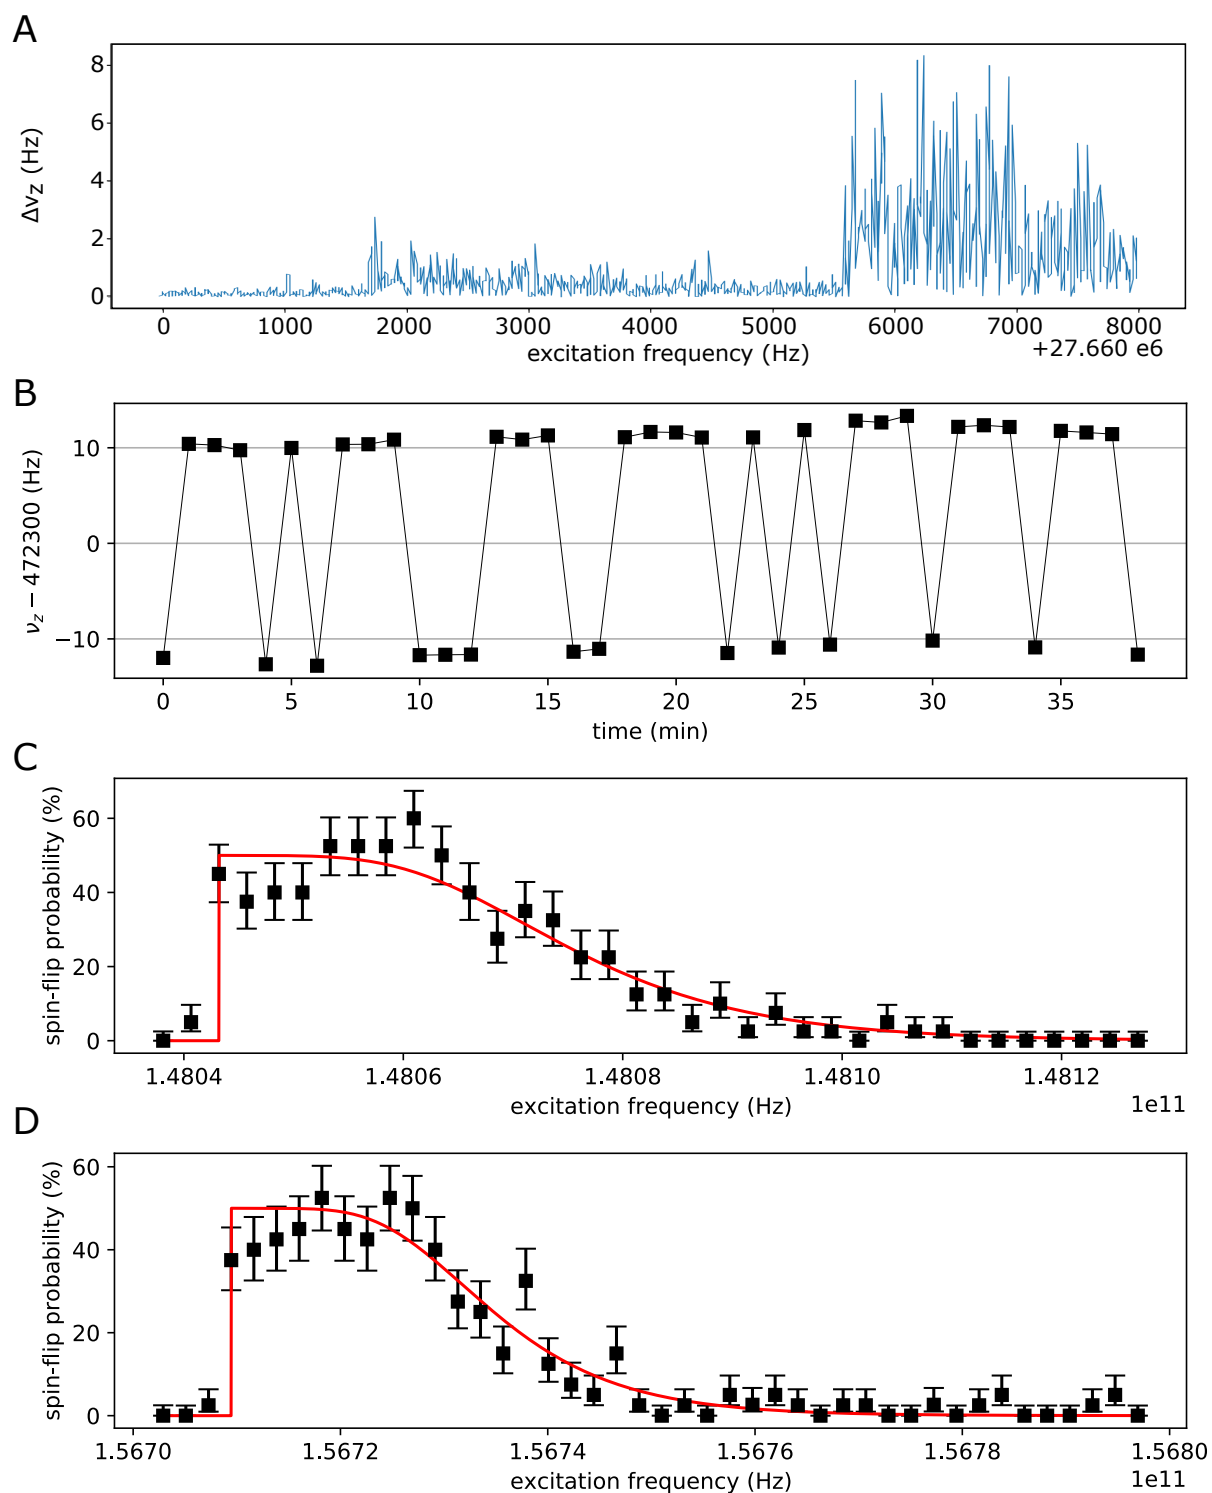 A
Δν_z (Hz)
8
6
4
2
0
0 1000 2000 3000 4000 5000 6000 7000 8000
excitation frequency (Hz)
+27.660 e6
B
ν_z − 472300 (Hz)
10
0
−10
0 5 10 15 20 25 30 35
time (min)
C
spin-flip probability (%)
60
40
20
0
1.4804 1.4806 1.4808 1.4810 1.4812
excitation frequency (Hz)
1e11
D
spin-flip probability (%)
60
40
20
0
1.5670 1.5672 1.5674 1.5676 1.5678 1.5680
excitation frequency (Hz)
1e11